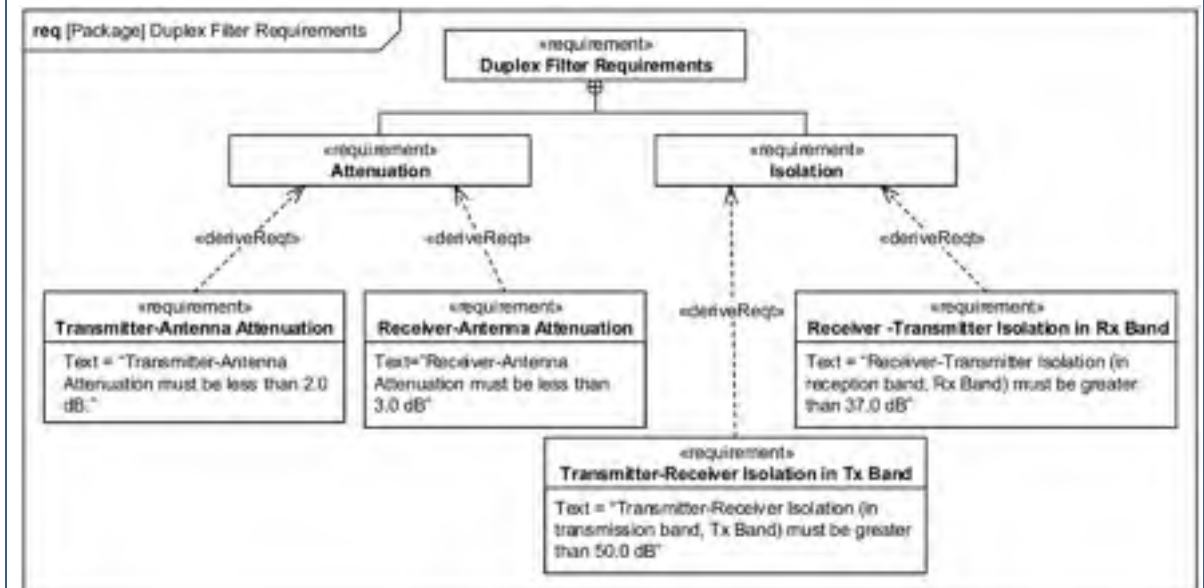 req [Package] Duplex Filter Requirements
«requirement»
Duplex Filter Requirements
«requirement»
Attenuation
«requirement»
Isolation
«deriveReqt»
«deriveReqt»
«deriveReqt»
«deriveReqt»
«requirement»
Transmitter-Antenna Attenuation
Text = "Transmitter-Antenna
Attenuation must be less than 2.0
dB."
«requirement»
Receiver-Antenna Attenuation
Text="Receiver-Antenna
Attenuation must be less than
3.0 dB"
«requirement»
Receiver -Transmitter Isolation in Rx Band
Text = "Receiver-Transmitter Isolation (in
reception band, Rx Band) must be greater
than 37.0 dB"
«requirement»
Transmitter-Receiver Isolation in Tx Band
Text = "Transmitter-Receiver Isolation (in
transmission band, Tx Band) must be greater
than 50.0 dB"